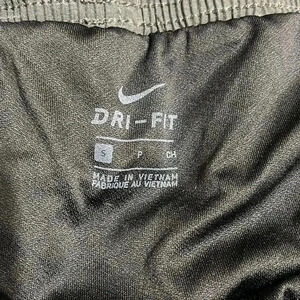 DRI-FIT
S P CH
MADE IN VIETNAM
FABRIQUÉ AU VIETNAM